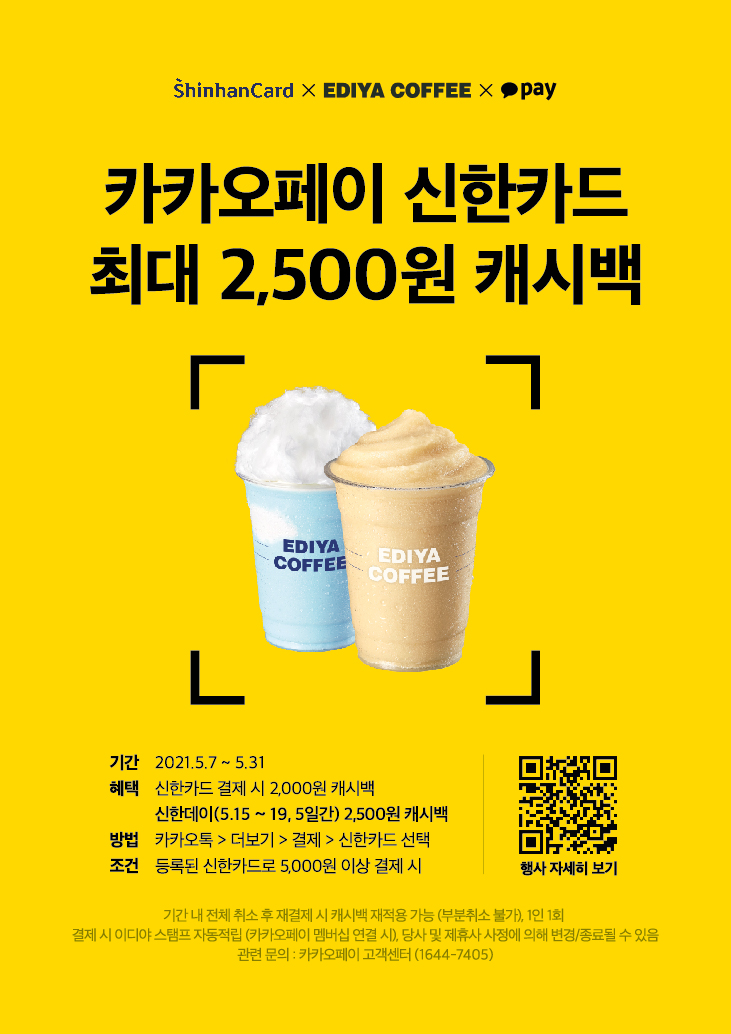 ShinhanCard × EDIYA COFFEE × pay
카카오페이 신한카드
최대 2,500원 캐시백
EDIYA
COFFEE
EDIYA
COFFEE
기간 2021.5.7 ~ 5.31
혜택 신한카드 결제 시 2,000원 캐시백
신한데이(5.15 ~ 19, 5일간) 2,500원 캐시백
방법 카카오톡 > 더보기 > 결제 > 신한카드 선택
조건 등록된 신한카드로 5,000원 이상 결제 시
행사 자세히 보기
기간 내 전체 취소 후 재결제 시 캐시백 재적용 가능 (부분취소 불가), 1인 1회
결제 시 이디야 스탬프 자동적립 (카카오페이 멤버십 연결 시), 당사 및 제휴사 사정에 의해 변경/종료될 수 있음
관련 문의 : 카카오페이 고객센터 (1644-7405)